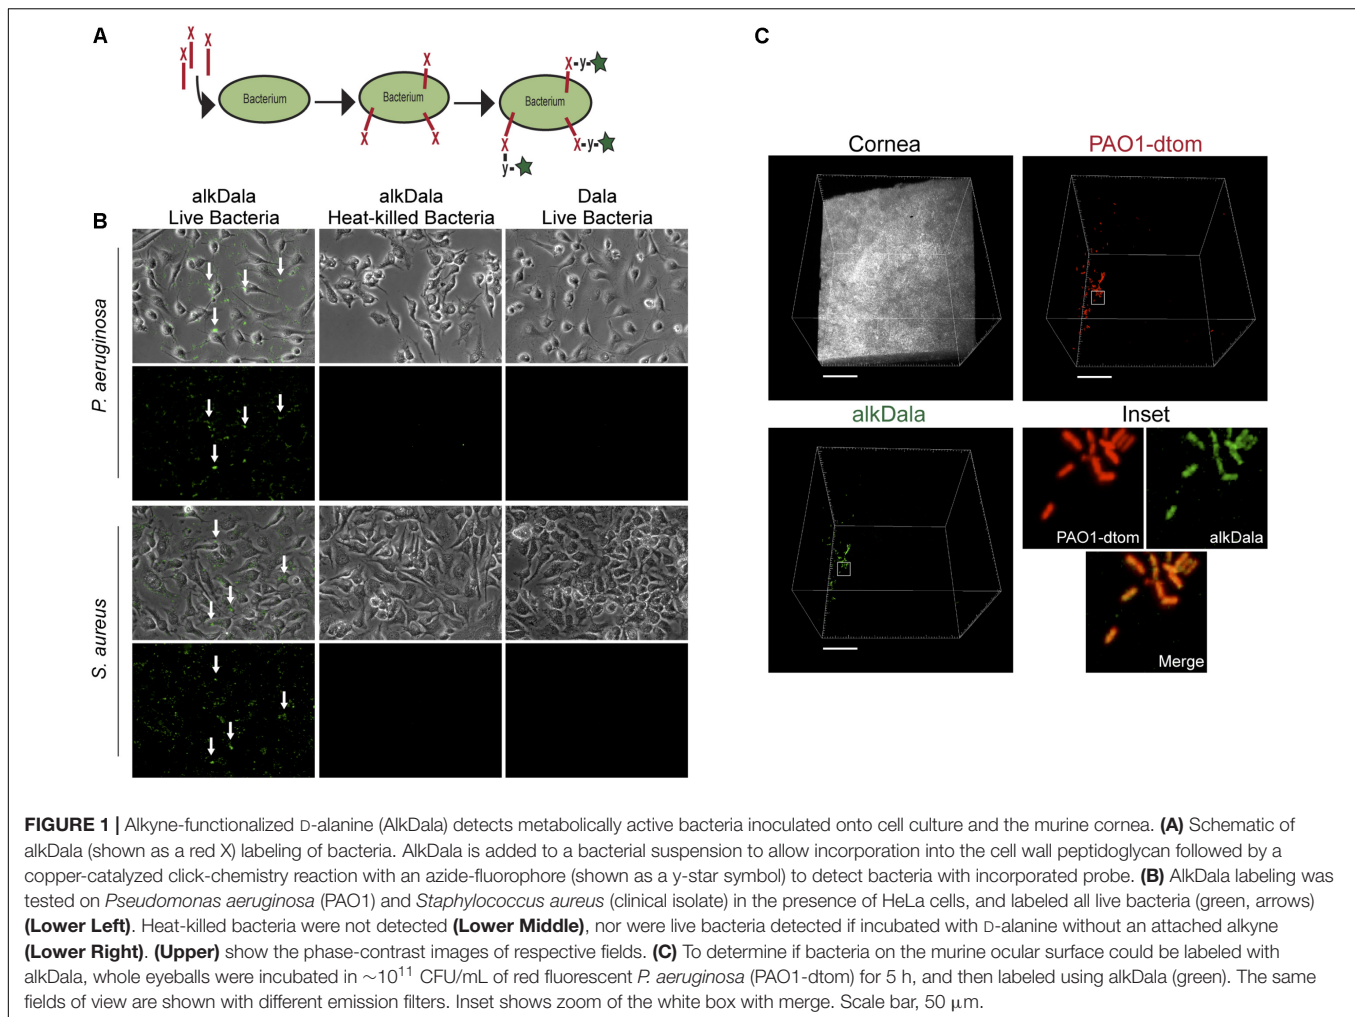 A
X
X
X
Bacterium
Bacterium
X
X
X
Bacterium
X-y-
X-y-
X
y-
B
alkDala
Live Bacteria
alkDala
Heat-killed Bacteria
Dala
Live Bacteria
P. aeruginosa
S. aureus
C
Cornea
PAO1-dtom
alkDala
Inset
PAO1-dtom
alkDala
Merge
FIGURE 1 | Alkyne-functionalized D-alanine (AlkDala) detects metabolically active bacteria inoculated onto cell culture and the murine cornea. (A) Schematic of
alkDala (shown as a red X) labeling of bacteria. AlkDala is added to a bacterial suspension to allow incorporation into the cell wall peptidoglycan followed by a
copper-catalyzed click-chemistry reaction with an azide-fluorophore (shown as a y-star symbol) to detect bacteria with incorporated probe. (B) AlkDala labeling was
tested on Pseudomonas aeruginosa (PAO1) and Staphylococcus aureus (clinical isolate) in the presence of HeLa cells, and labeled all live bacteria (green, arrows)
(Lower Left). Heat-killed bacteria were not detected (Lower Middle), nor were live bacteria detected if incubated with D-alanine without an attached alkyne
(Lower Right). (Upper) show the phase-contrast images of respective fields. (C) To determine if bacteria on the murine ocular surface could be labeled with
alkDala, whole eyeballs were incubated in ∼10¹¹ CFU/mL of red fluorescent P. aeruginosa (PAO1-dtom) for 5 h, and then labeled using alkDala (green). The same
fields of view are shown with different emission filters. Inset shows zoom of the white box with merge. Scale bar, 50 μm.